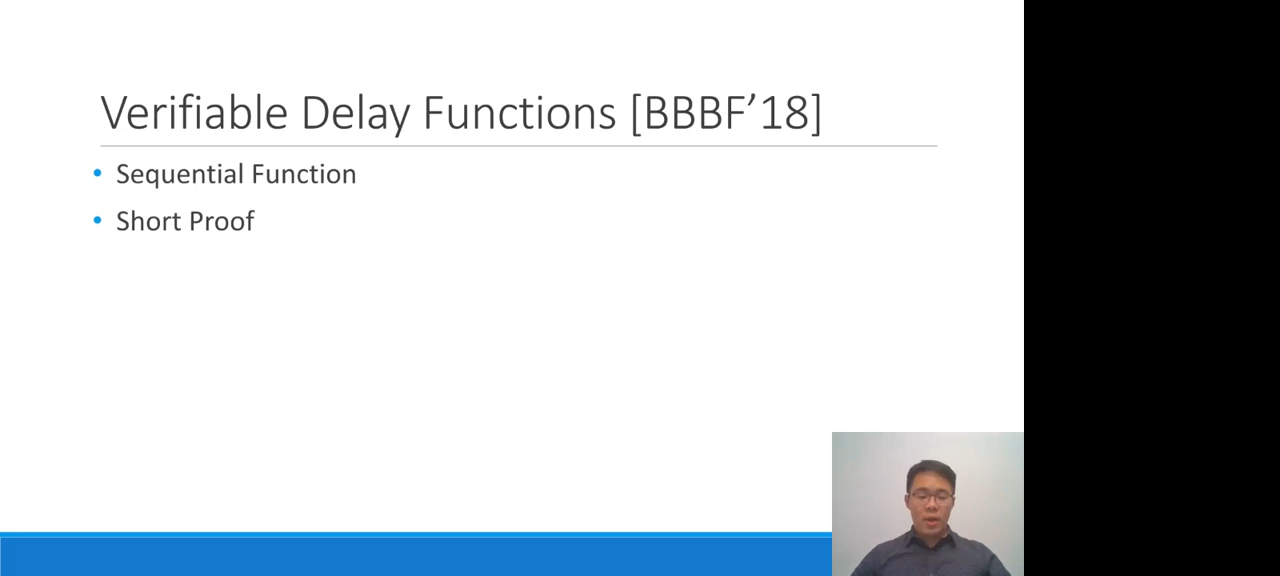 Verifiable Delay Functions [BBBF’18]
• Sequential Function
• Short Proof